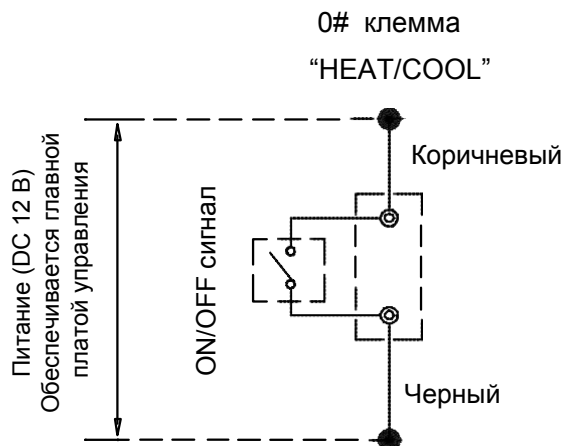 0# клемма
“HEAT/COOL”
Коричневый
Питание (DC 12 В)
Обеспечивается главной
платой управления
ON/OFF сигнал
Черный